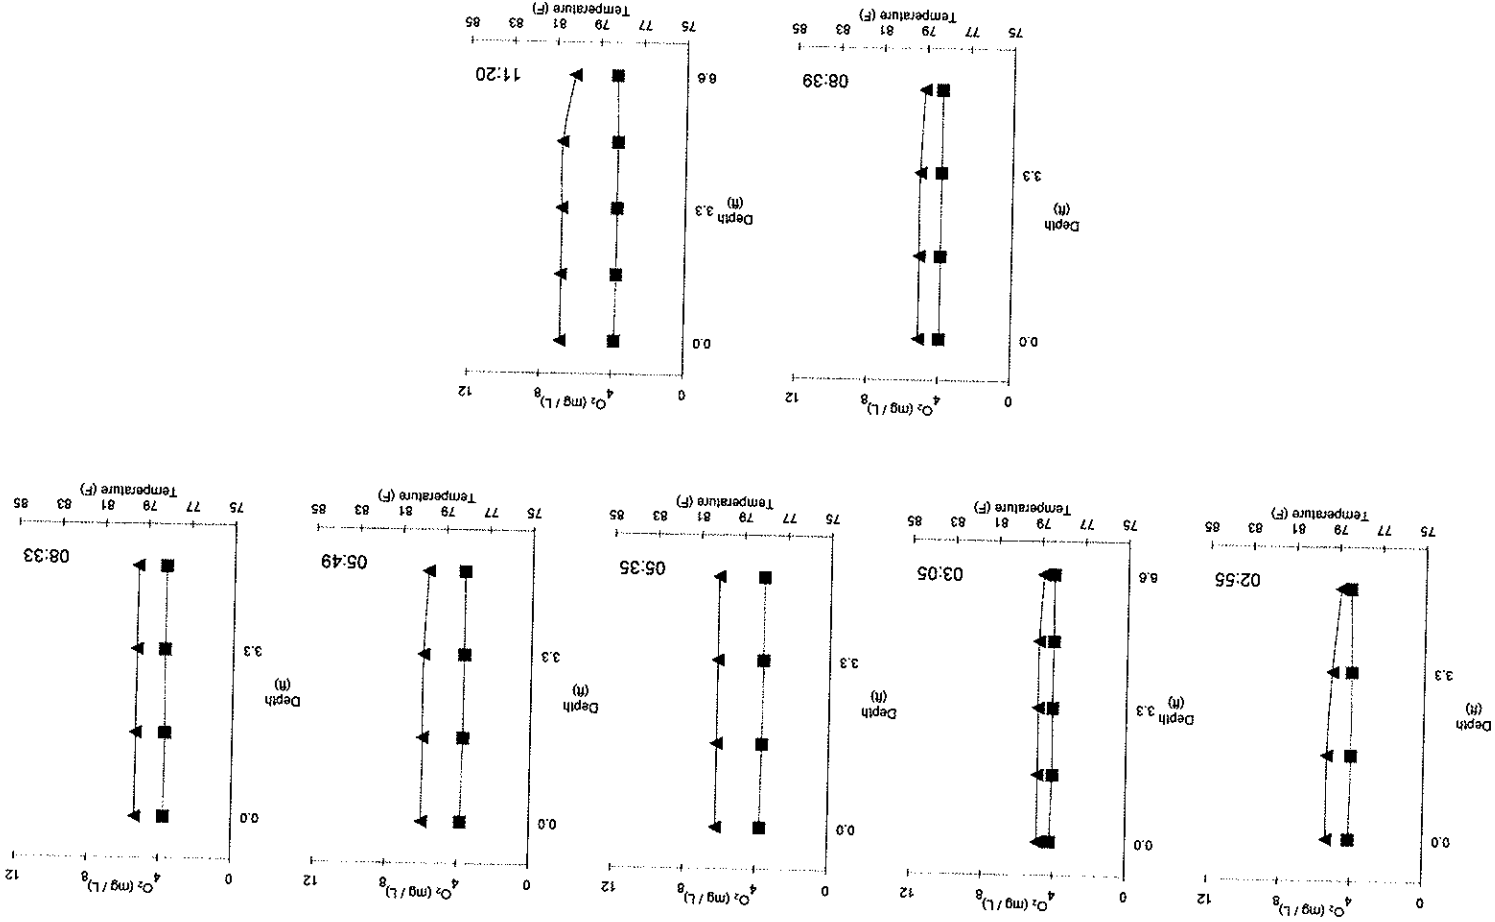 O₂ (mg / L)
0 4 8 12
0.0
Depth
(ft)
3.3
02:55
75 77 79 81 83 85
Temperature (F)
O₂ (mg / L)
0 4 8 12
0.0
Depth
(ft)
3.3
6.6
03:05
75 77 79 81 83 85
Temperature (F)
O₂ (mg / L)
0 4 8 12
0.0
Depth
(ft)
3.3
05:35
75 77 79 81 83 85
Temperature (F)
O₂ (mg / L)
0 4 8 12
0.0
Depth
(ft)
3.3
05:49
75 77 79 81 83 85
Temperature (F)
O₂ (mg / L)
0 4 8 12
0.0
Depth
(ft)
3.3
08:33
75 77 79 81 83 85
Temperature (F)
O₂ (mg / L)
0 4 8 12
0.0
Depth
(ft)
3.3
08:39
75 77 79 81 83 85
Temperature (F)
O₂ (mg / L)
0 4 8 12
0.0
Depth
(ft)
3.3
6.6
11:20
75 77 79 81 83 85
Temperature (F)